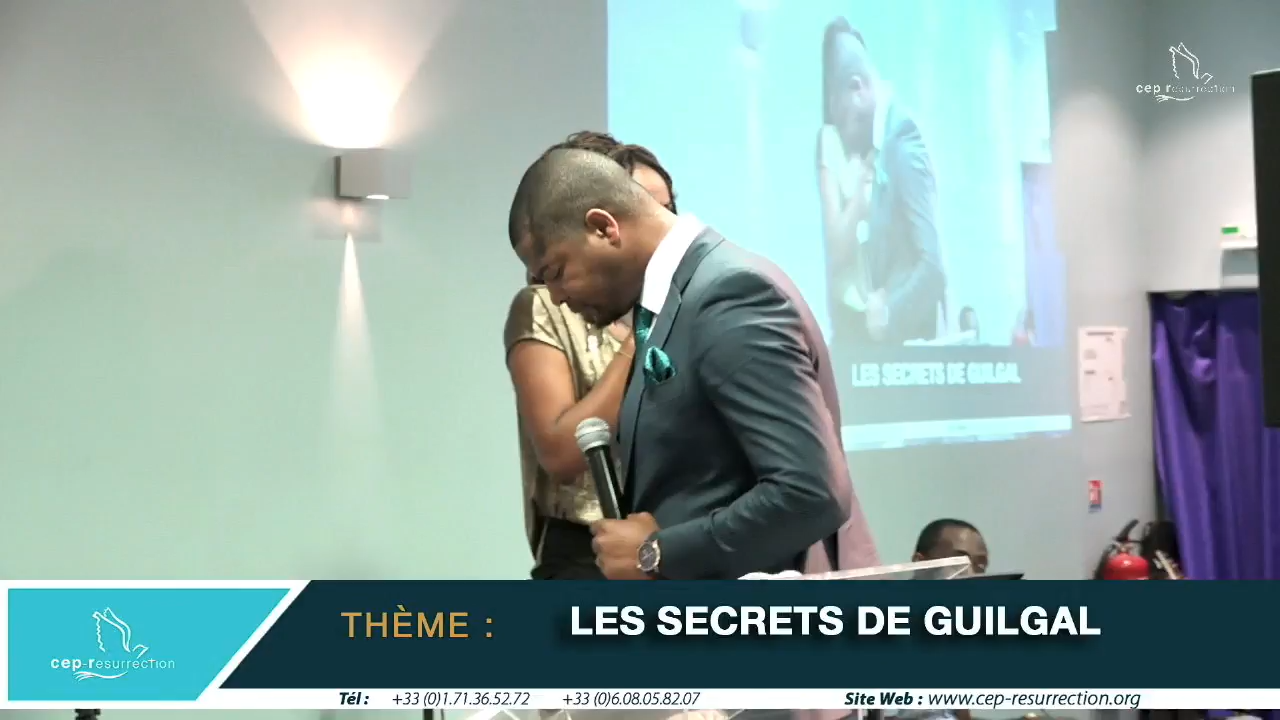 cep-resurrection
LES SECRETS DE GUILGAL
THÈME : LES SECRETS DE GUILGAL
cep-resurrection
Tél : +33 (0)1.71.36.52.72 +33 (0)6.08.05.82.07 Site Web : www.cep-resurrection.org